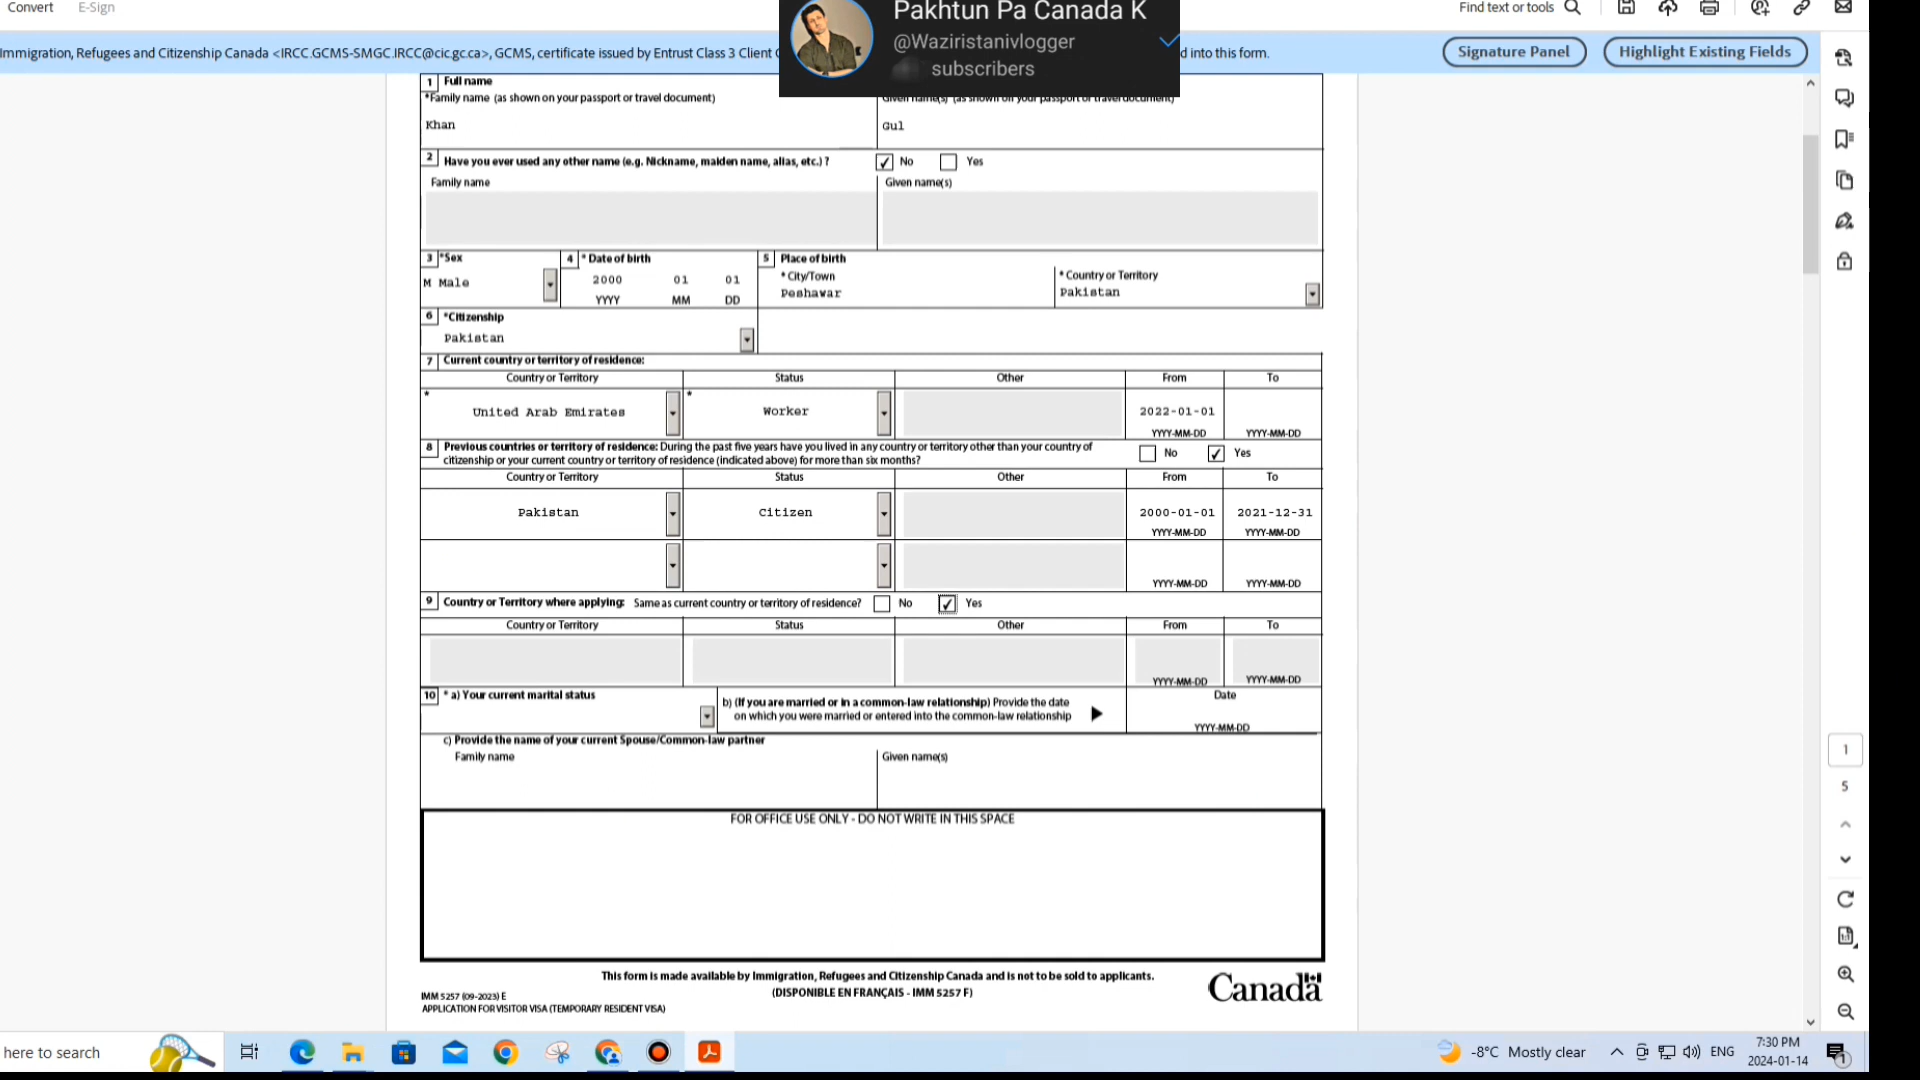 Convert E-Sign
Find text or tools
Pakhtun Pa Canada K
@Waziristanivlogger
subscribers
Immigration, Refugees and Citizenship Canada <IRCC.GCMS-SMGC.IRCC@cic.gc.ca>, GCMS, certificate issued by Entrust Class 3 Client
d into this form.
Signature Panel
Highlight Existing Fields
1 Full name
*Family name (as shown on your passport or travel document)
Given name(s) (as shown on your passport or travel document)
Khan
Gul
2 Have you ever used any other name (e.g. Nickname, maiden name, alias, etc.) ? No Yes
Family name
Given name(s)
3 *Sex
4 * Date of birth
5 Place of birth
* City/Town
* Country or Territory
M Male
2000 01 01
Peshawar
Pakistan
YYYY MM DD
6 *Citizenship
Pakistan
7 Current country or territory of residence:
Country or Territory Status Other From To
* United Arab Emirates * Worker 2022-01-01
YYYY-MM-DD YYYY-MM-DD
8 Previous countries or territory of residence: During the past five years have you lived in any country or territory other than your country of
citizenship or your current country or territory of residence (indicated above) for more than six months? No Yes
Country or Territory Status Other From To
Pakistan Citizen 2000-01-01 2021-12-31
YYYY-MM-DD YYYY-MM-DD
YYYY-MM-DD YYYY-MM-DD
9 Country or Territory where applying: Same as current country or territory of residence? No Yes
Country or Territory Status Other From To
YYYY-MM-DD YYYY-MM-DD
10 * a) Your current marital status
b) (If you are married or in a common-law relationship) Provide the date
on which you were married or entered into the common-law relationship
Date
YYYY-MM-DD
c) Provide the name of your current Spouse/Common-law partner
Family name
Given name(s)
FOR OFFICE USE ONLY - DO NOT WRITE IN THIS SPACE
This form is made available by Immigration, Refugees and Citizenship Canada and is not to be sold to applicants.
(DISPONIBLE EN FRANÇAIS - IMM 5257 F)
IMM 5257 (09-2023) E
APPLICATION FOR VISITOR VISA (TEMPORARY RESIDENT VISA)
Canada
1
5
here to search
-8°C Mostly clear
ENG
7:30 PM
2024-01-14
1